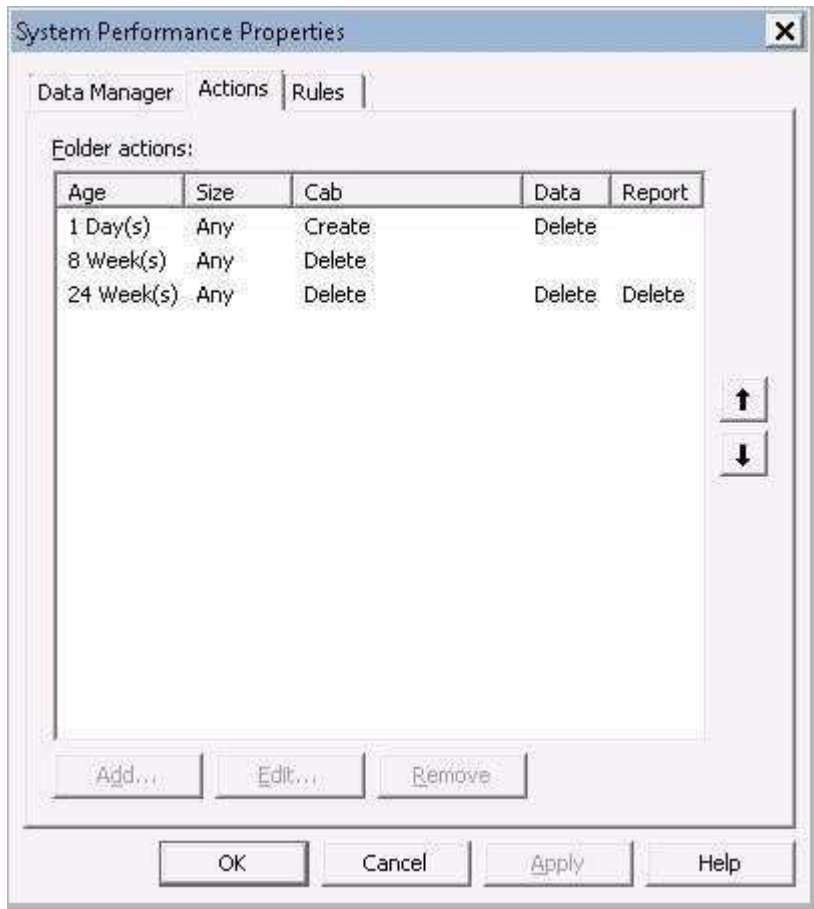 System Performance Properties
Data Manager Actions Rules
Folder actions:
Age Size Cab Data Report
1 Day(s) Any Create Delete
8 Week(s) Any Delete
24 Week(s) Any Delete Delete Delete
Add... Edit... Remove
OK Cancel Apply Help